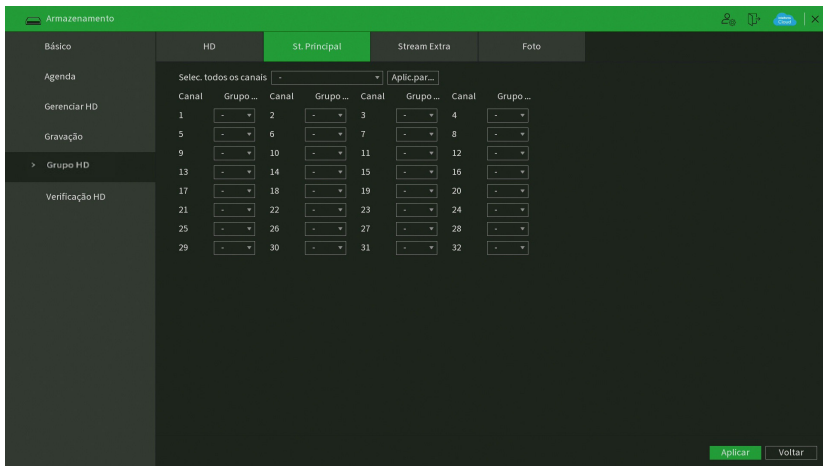 Armazenamento
Básico
Agenda
Gerenciar HD
Gravação
> Grupo HD
Verificação HD
HD St. Principal Stream Extra Foto
Selec. todos os canais - Aplic.par...
Canal Grupo ... Canal Grupo ... Canal Grupo ... Canal Grupo ...
1 - 2 - 3 - 4 -
5 - 6 - 7 - 8 -
9 - 10 - 11 - 12 -
13 - 14 - 15 - 16 -
17 - 18 - 19 - 20 -
21 - 22 - 23 - 24 -
25 - 26 - 27 - 28 -
29 - 30 - 31 - 32 -
Aplicar Voltar